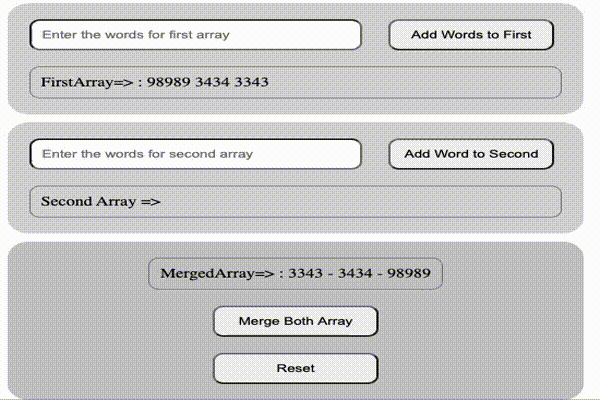 Enter the words for first array Add Words to First
FirstArray=> : 98989 3434 3343
Enter the words for second array Add Word to Second
Second Array =>
MergedArray=> : 3343 - 3434 - 98989
Merge Both Array
Reset